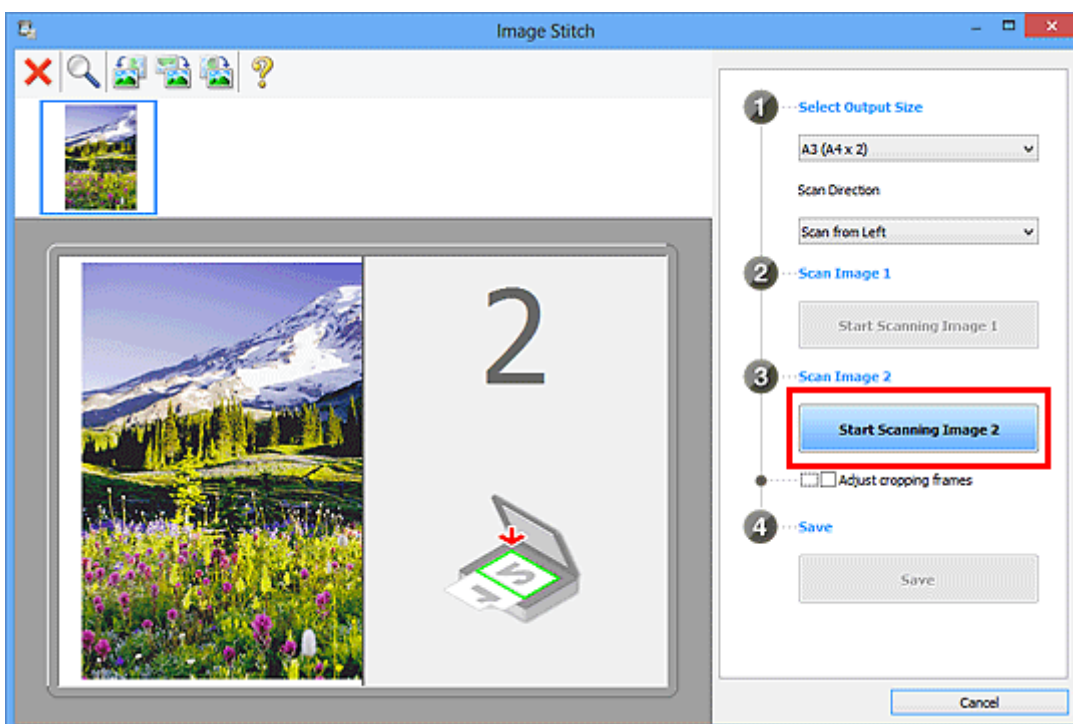 Image Stitch
1 Select Output Size
A3 (A4 x 2)
Scan Direction
Scan from Left
2 Scan Image 1
Start Scanning Image 1
3 Scan Image 2
Start Scanning Image 2
Adjust cropping frames
4 Save
Save
2
1 2
Cancel